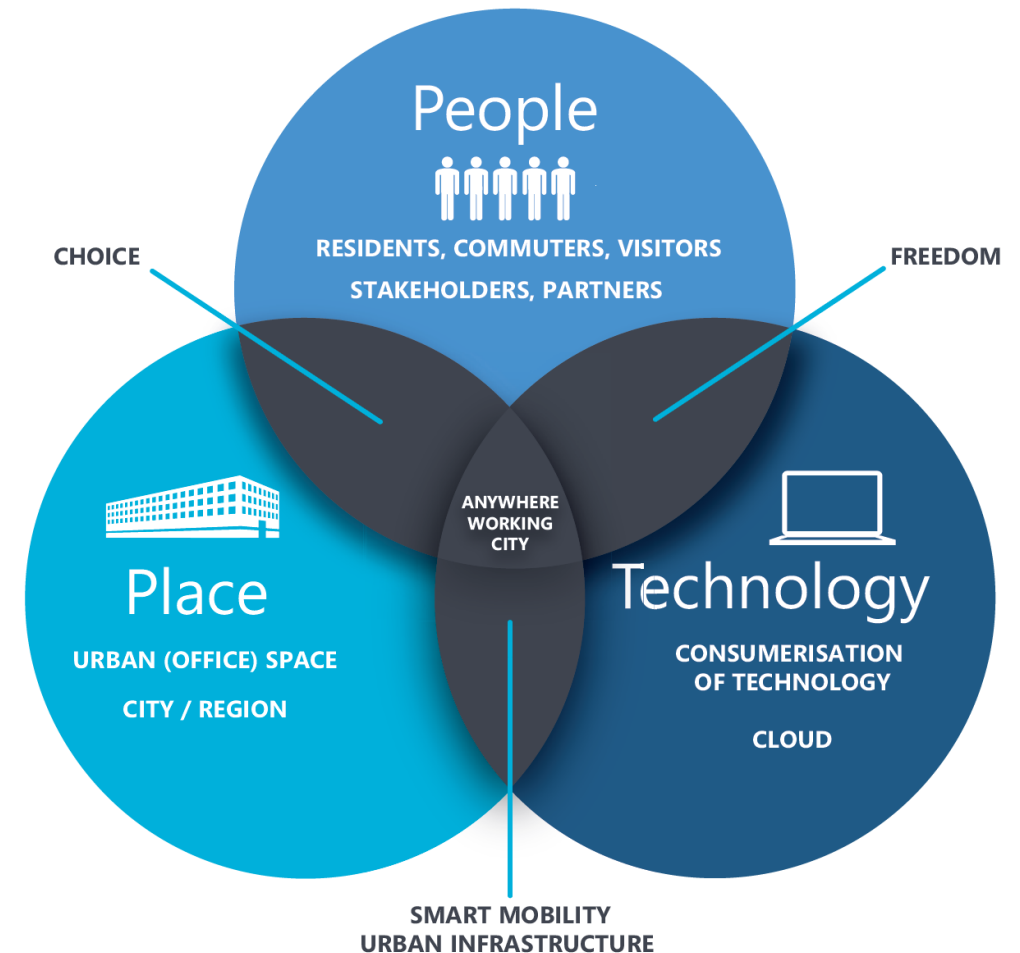 People
RESIDENTS, COMMUTERS, VISITORS
STAKEHOLDERS, PARTNERS
CHOICE
FREEDOM
ANYWHERE
WORKING
CITY
Place
URBAN (OFFICE) SPACE
CITY / REGION
Technology
CONSUMERISATION
OF TECHNOLOGY
CLOUD
SMART MOBILITY
URBAN INFRASTRUCTURE